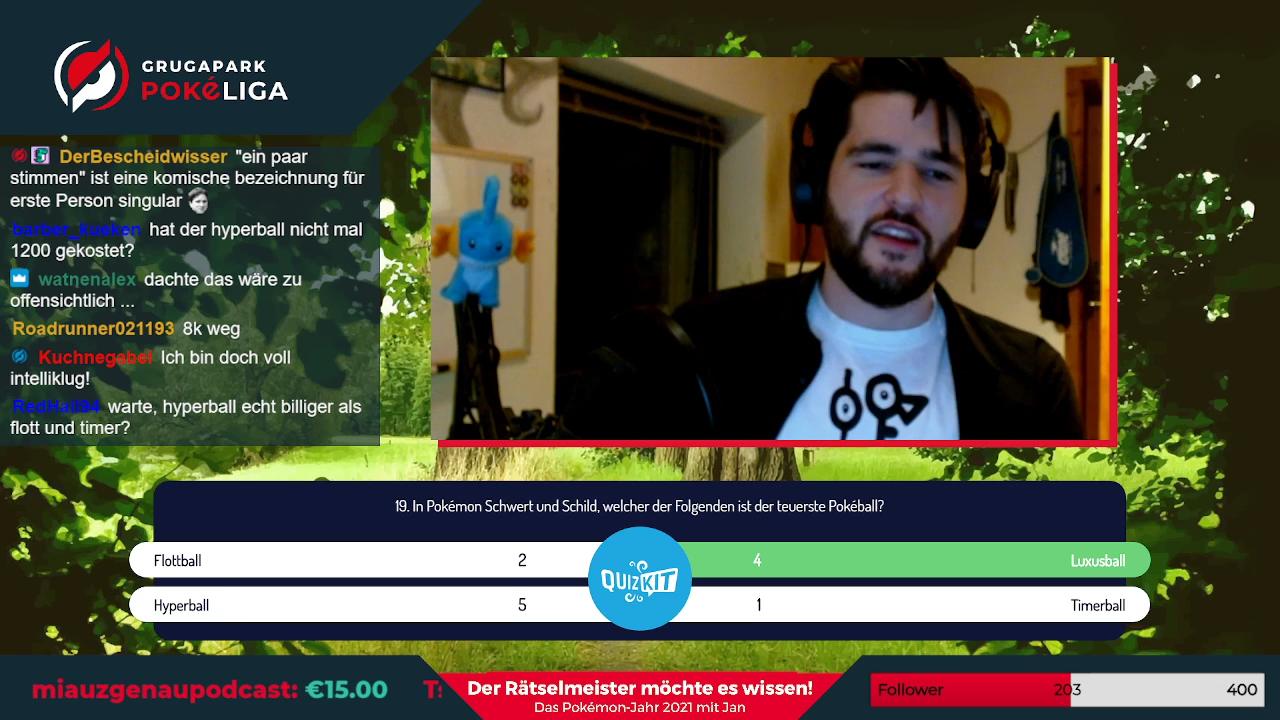 GRUGAPARK
POKéLIGA
DerBescheidwisser "ein paar
stimmen" ist eine komische bezeichnung für
erste Person singular
barber_kueken hat der hyperball nicht mal
1200 gekostet?
watnenalex dachte das wäre zu
offensichtlich ...
Roadrunner021193 8k weg
Kuchnegabel Ich bin doch voll
intelliklug!
RedHair94 warte, hyperball echt billiger als
flott und timer?
19. In Pokémon Schwert und Schild, welcher der Folgenden ist der teuerste Pokéball?
Flottball 2
4 Luxusball
QUIZKIT
Hyperball 5
1 Timerball
miauzgenaupodcast: €15.00
Der Rätselmeister möchte es wissen!
Das Pokémon-Jahr 2021 mit Jan
Follower 203 400